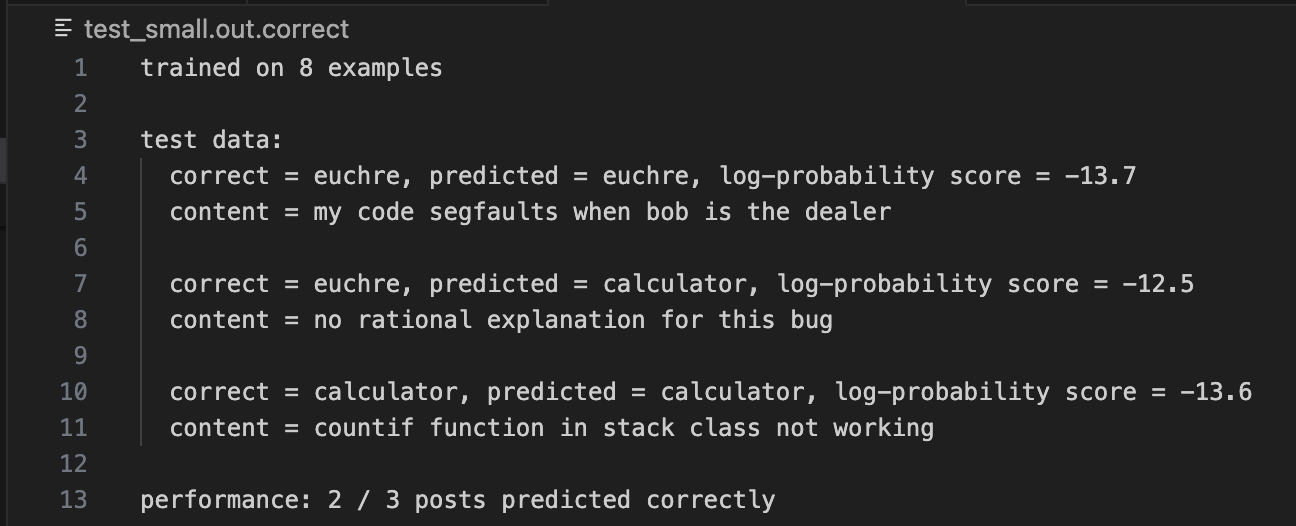 test_small.out.correct
1 trained on 8 examples
2
3 test data:
4 correct = euchre, predicted = euchre, log-probability score = -13.7
5 content = my code segfaults when bob is the dealer
6
7 correct = euchre, predicted = calculator, log-probability score = -12.5
8 content = no rational explanation for this bug
9
10 correct = calculator, predicted = calculator, log-probability score = -13.6
11 content = countif function in stack class not working
12
13 performance: 2 / 3 posts predicted correctly